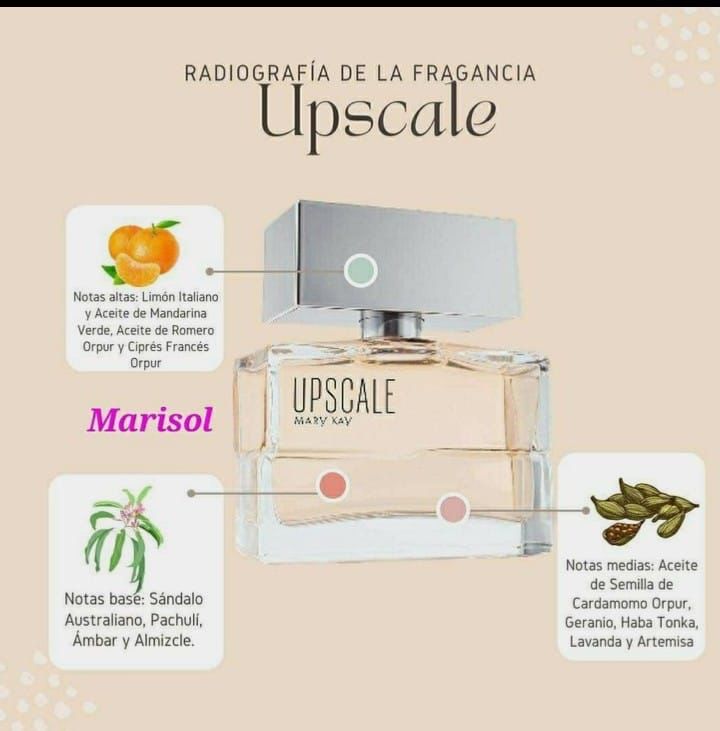 RADIOGRAFÍA DE LA FRAGANCIA
Upscale
Notas altas: Limón Italiano
y Aceite de Mandarina
Verde, Aceite de Romero
Orpur y Ciprés Francés
Orpur
UPSCALE
MARY KAY
Marisol
Notas base: Sándalo
Australiano, Pachulí,
Ámbar y Almizcle.
Notas medias: Aceite
de Semilla de
Cardamomo Orpur,
Geranio, Haba Tonka,
Lavanda y Artemisa